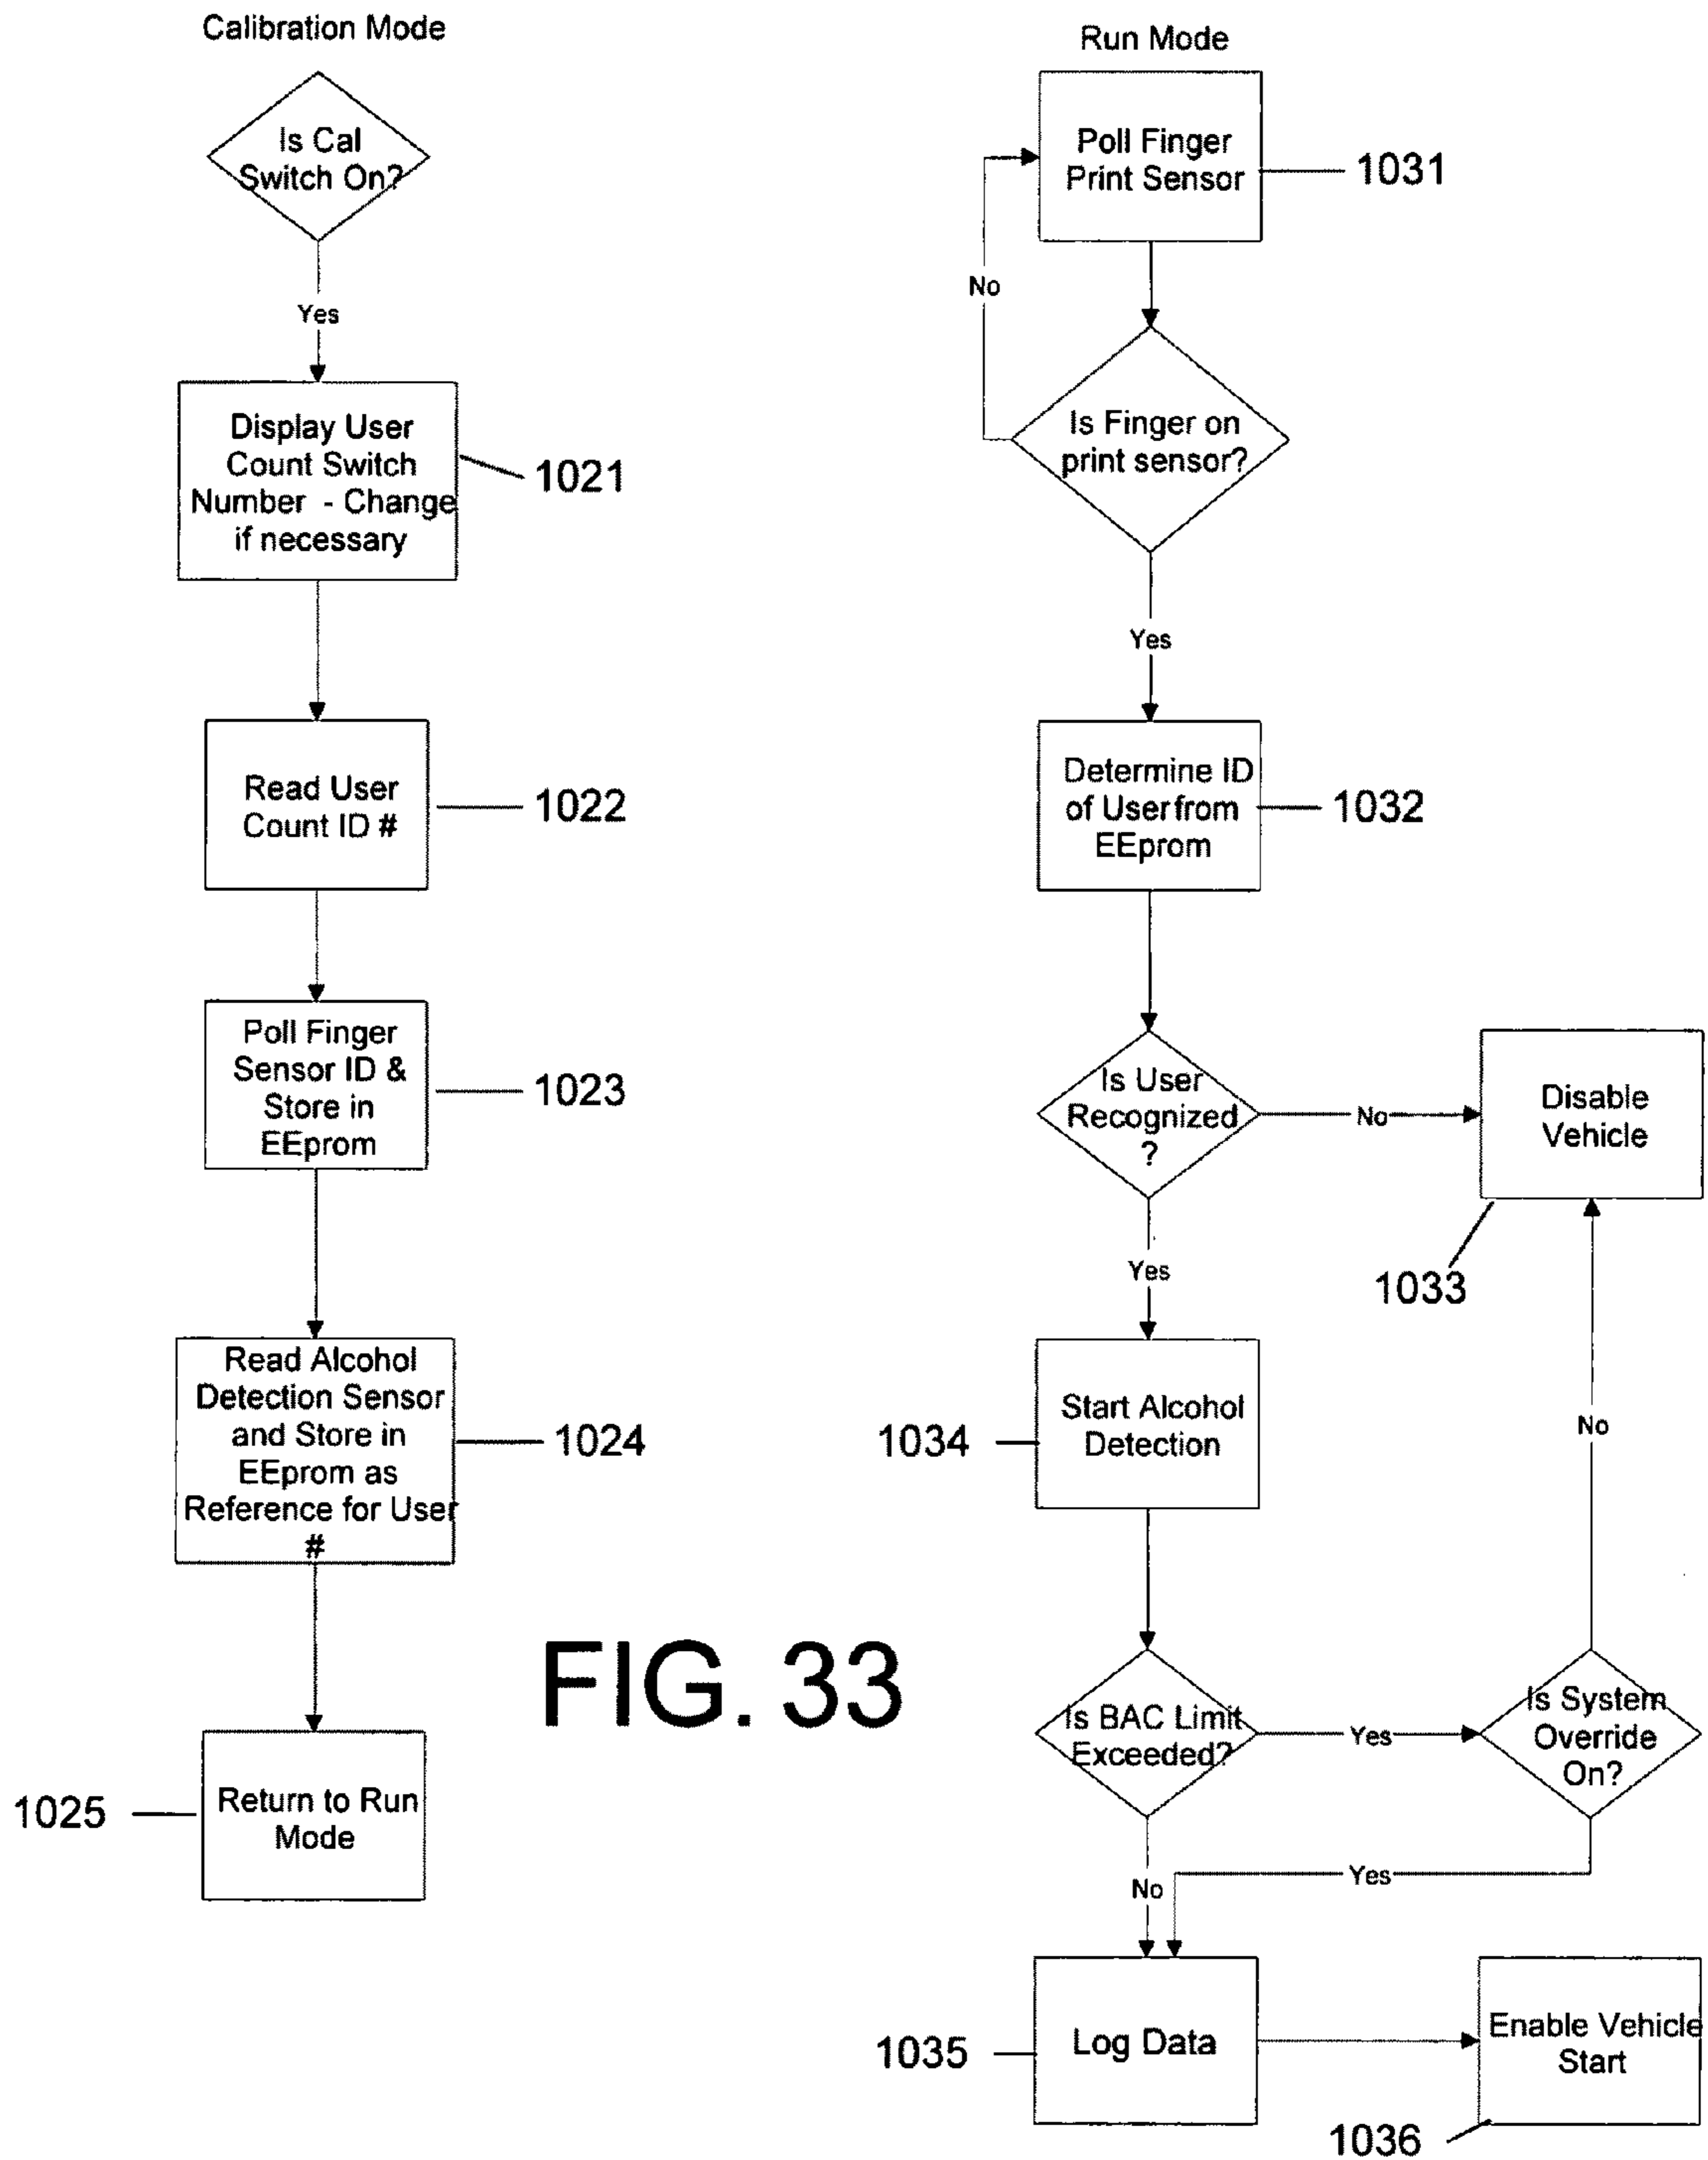 Calibration Mode
Is Cal
Switch On?
Yes
Display User
Count Switch
Number - Change
if necessary
1021
Read User
Count ID #
1022
Poll Finger
Sensor ID &
Store in
EEprom
1023
Read Alcohol
Detection Sensor
and Store in
EEprom as
Reference for User
#
1024
Return to Run
Mode
1025
FIG. 33
Run Mode
Poll Finger
Print Sensor
1031
No
Is Finger on
print sensor?
Yes
Determine ID
of User from
EEprom
1032
Is User
Recognized
?
No
Disable
Vehicle
1033
Yes
Start Alcohol
Detection
1034
No
Is BAC Limit
Exceeded?
Yes
Is System
Override
On?
Yes
No
Log Data
1035
Enable Vehicle
Start
1036